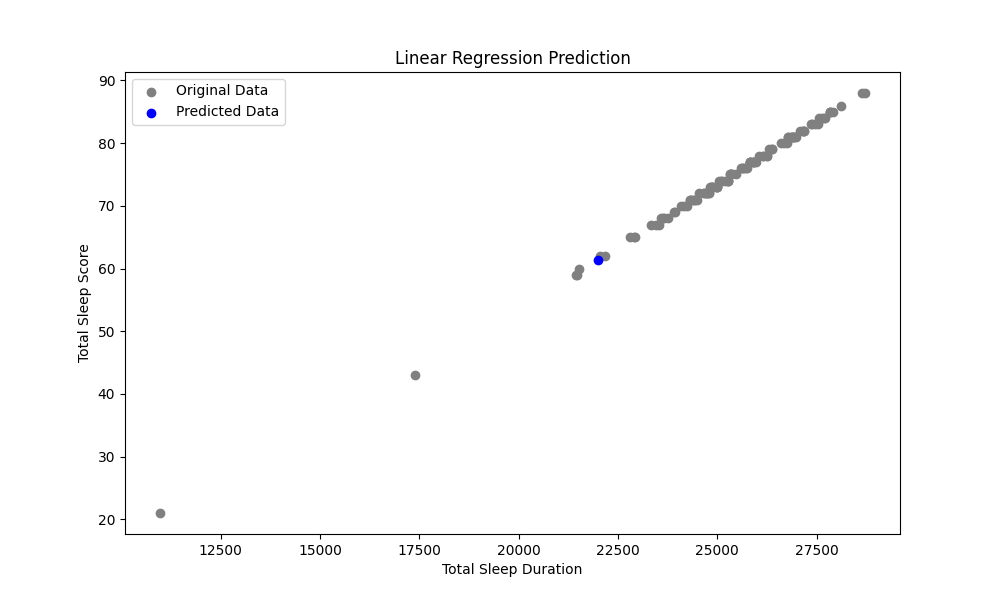 Linear Regression Prediction
Original Data
Predicted Data
90
80
70
60
50
40
30
20
Total Sleep Score
12500 15000 17500 20000 22500 25000 27500
Total Sleep Duration